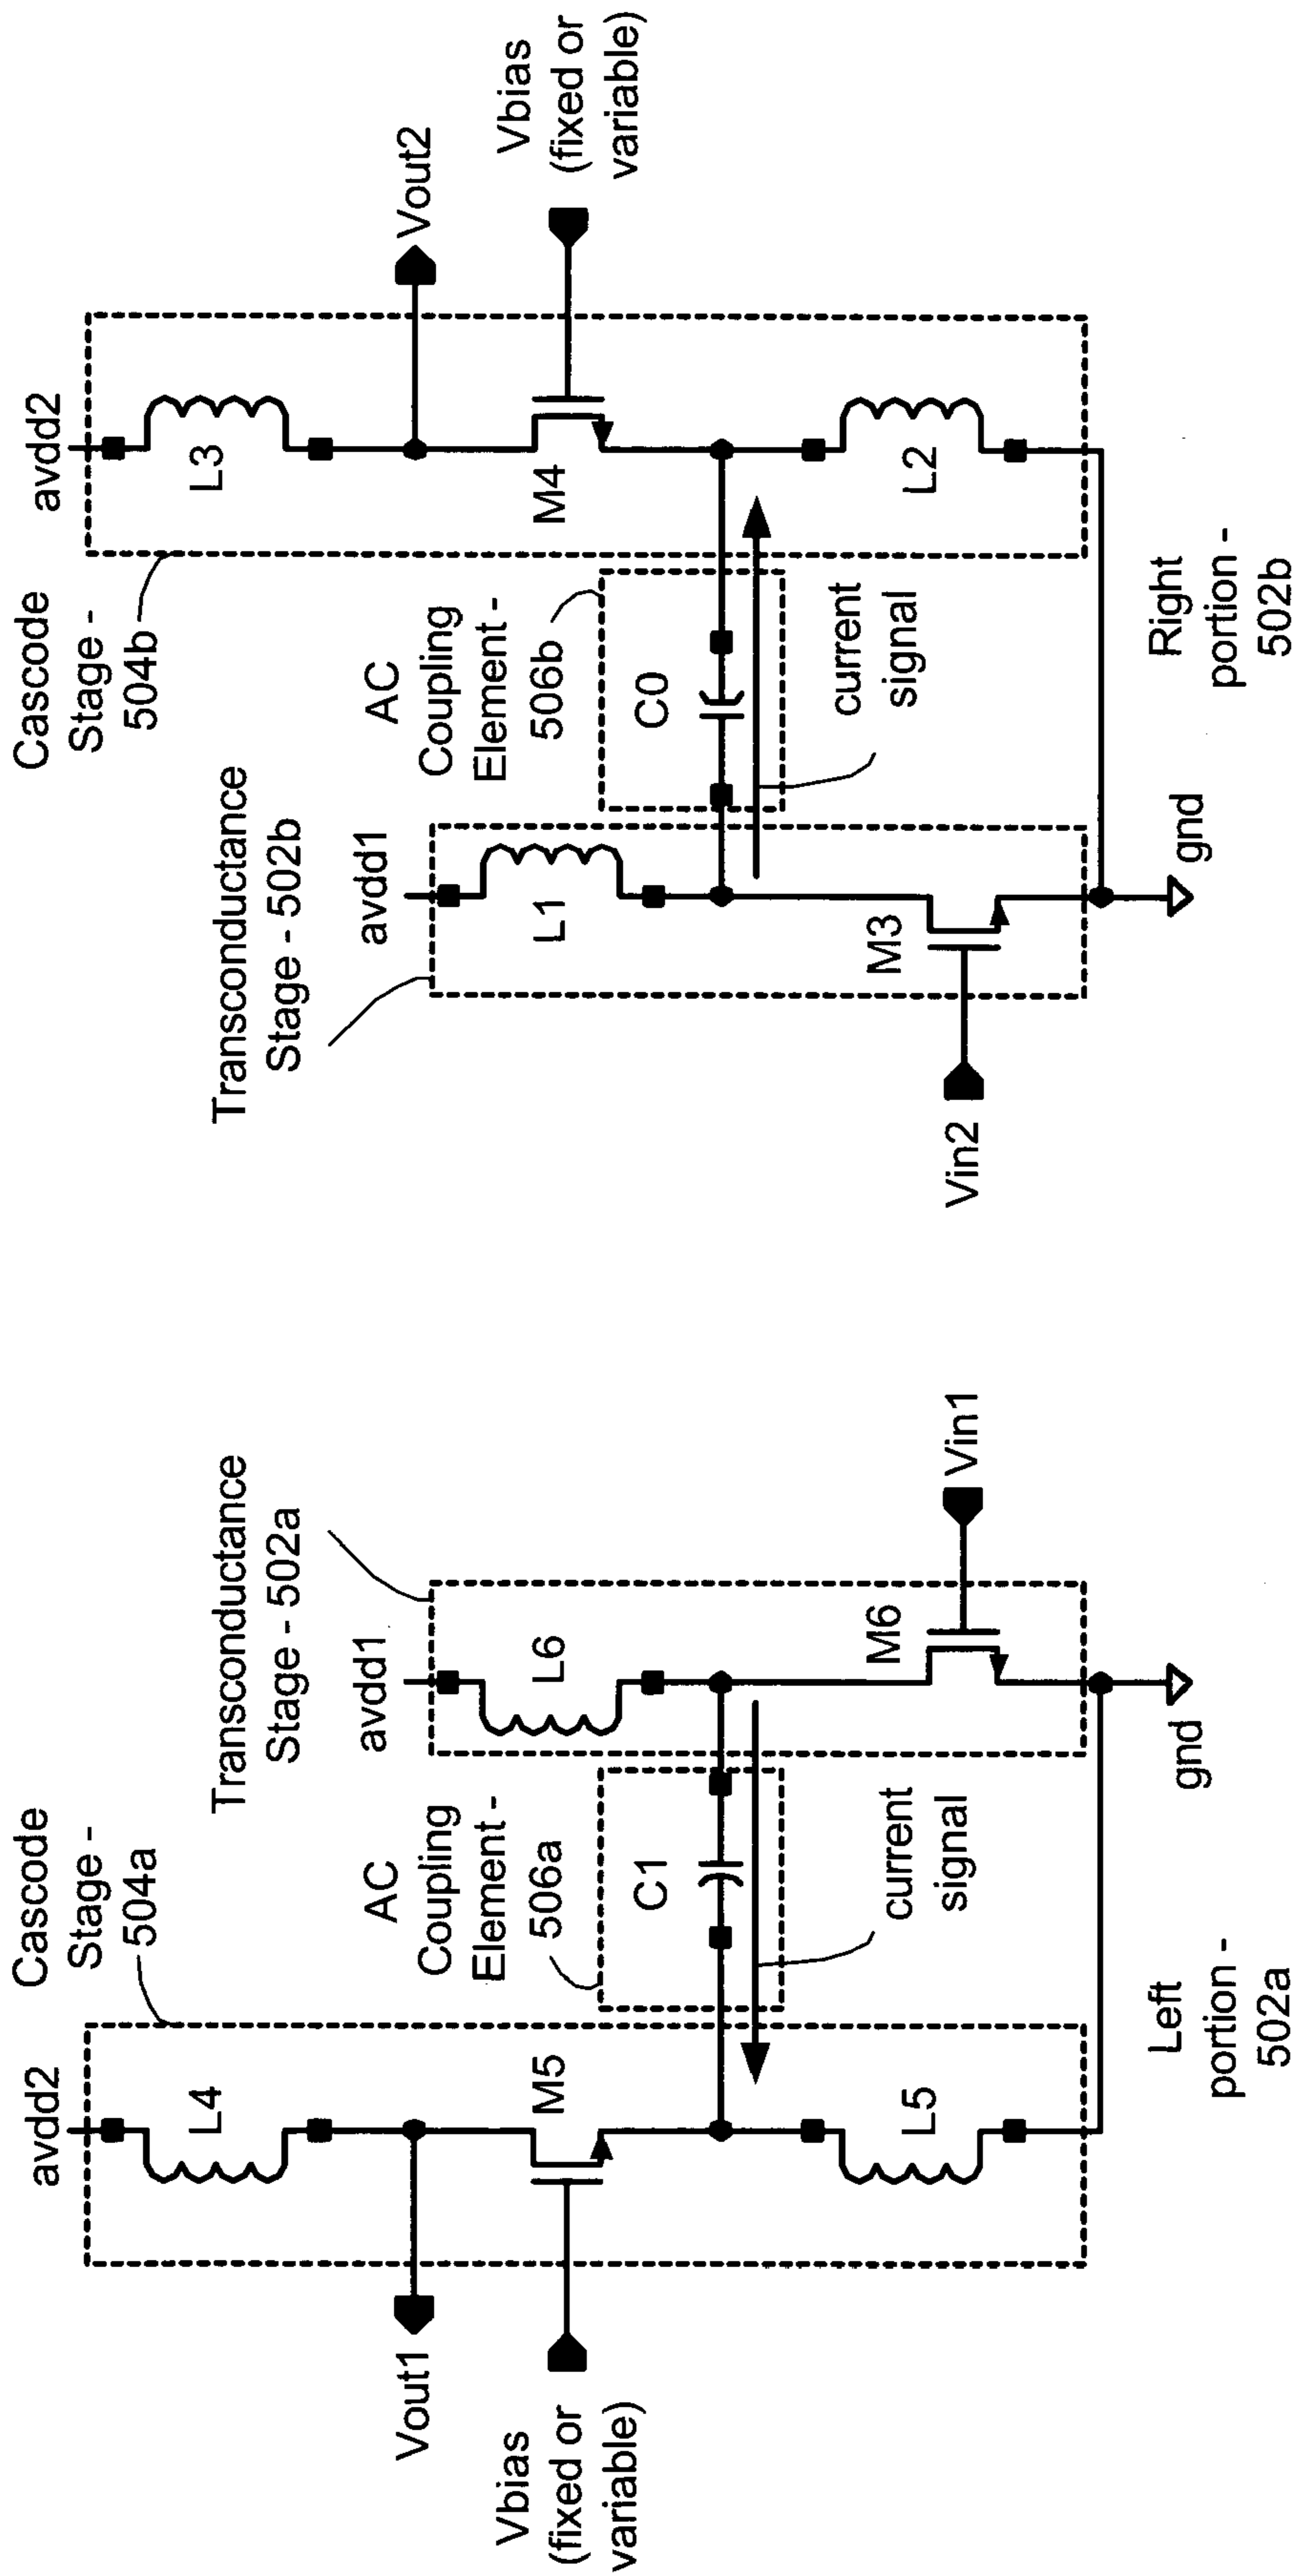 Cascode
Stage -
504a
Transconductance
Stage - 502a
avdd2
L4
avdd1
L6
Vout1
AC
Coupling
Element -
506a
M5
C1
Vbias
(fixed or
variable)
current
signal
M6
L5
Vin1
gnd
Left
portion -
502a
Cascode
Stage -
504b
Transconductance
Stage - 502b
avdd2
L3
avdd1
L1
Vout2
AC
Coupling
Element -
506b
M4
C0
Vbias
(fixed or
variable)
current
signal
M3
L2
Vin2
gnd
Right
portion -
502b